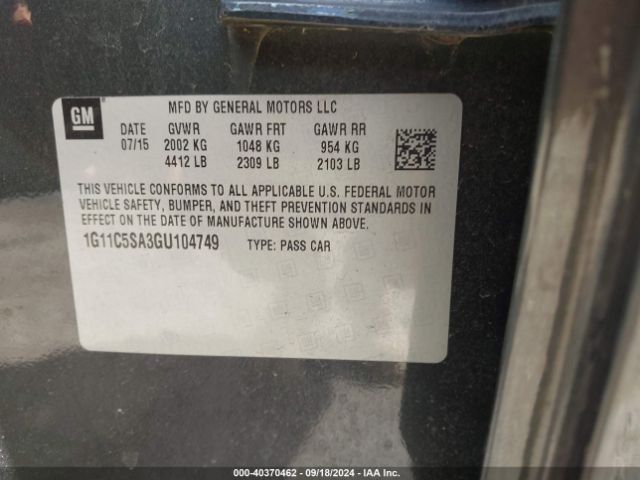 GM
MFD BY GENERAL MOTORS LLC
DATE GVWR GAWR FRT GAWR RR
07/15 2002 KG 1048 KG 954 KG
4412 LB 2309 LB 2103 LB
THIS VEHICLE CONFORMS TO ALL APPLICABLE U.S. FEDERAL MOTOR
VEHICLE SAFETY, BUMPER, AND THEFT PREVENTION STANDARDS IN
EFFECT ON THE DATE OF MANUFACTURE SHOWN ABOVE.
1G11C5SA3GU104749 TYPE: PASS CAR
000-40370462 - 09/18/2024 - IAA Inc.